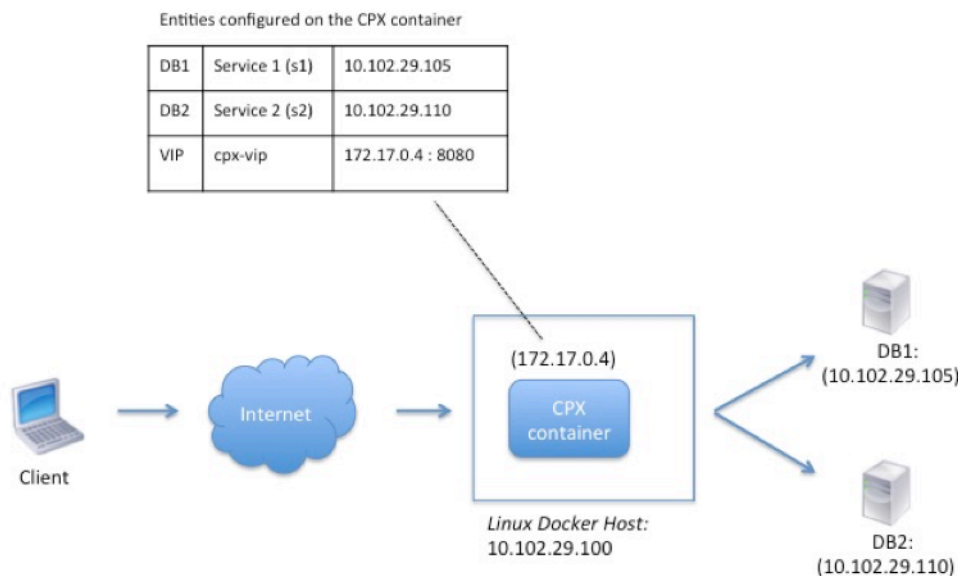 Entities configured on the CPX container
DB1 Service 1 (s1) 10.102.29.105
DB2 Service 2 (s2) 10.102.29.110
VIP cpx-vip 172.17.0.4 : 8080
(172.17.0.4)
CPX
container
Internet
Client
Linux Docker Host:
10.102.29.100
DB1:
(10.102.29.105)
DB2:
(10.102.29.110)